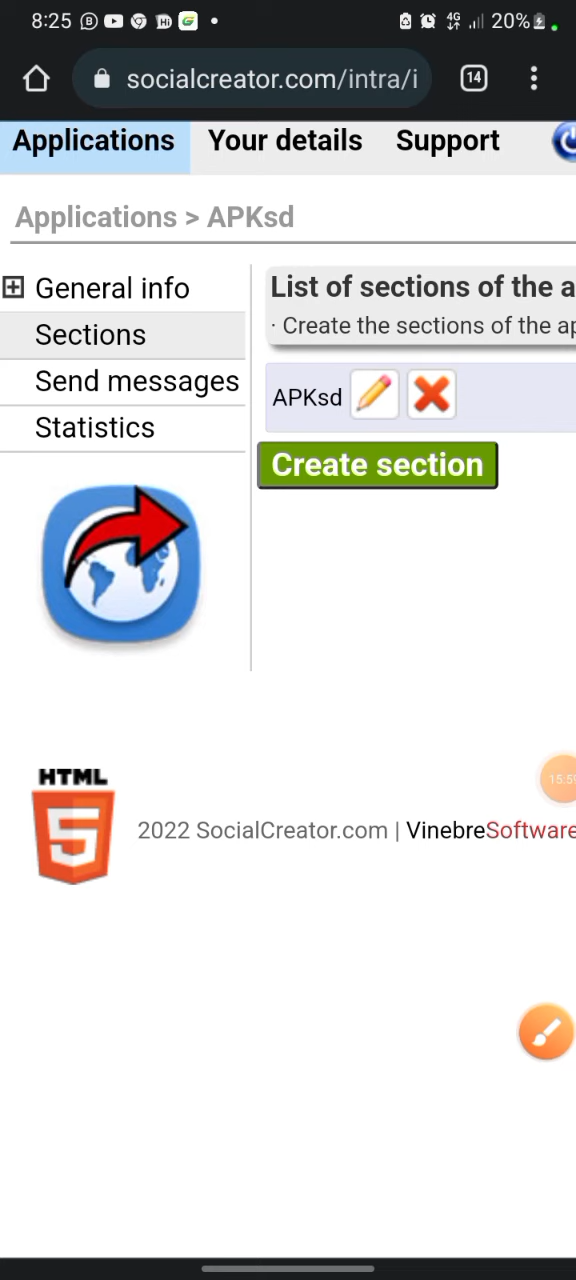 8:25 4G 20%
socialcreator.com/intra/i 14
Applications Your details Support
Applications > APKsd
General info
Sections
Send messages
Statistics
List of sections of the a
· Create the sections of the ap
APKsd
Create section
HTML
5
2022 SocialCreator.com | VinebreSoftware
15:59